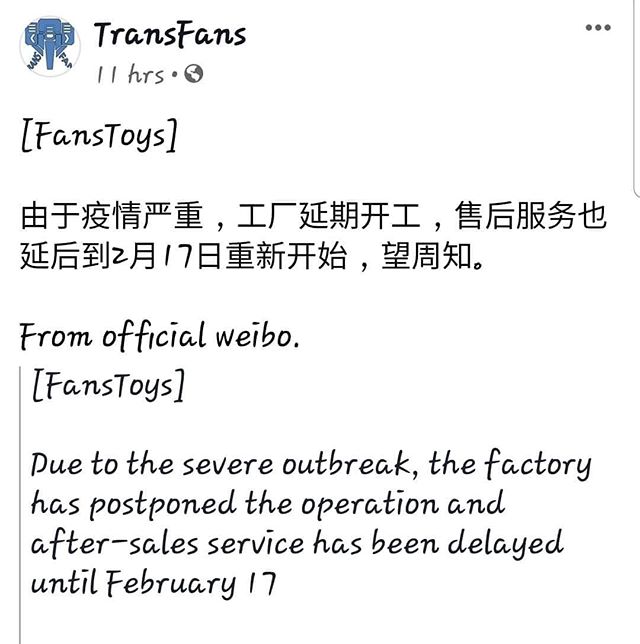 TransFans
11 hrs
[FansToys]
由于疫情严重，工厂延期开工，售后服务也
延后到2月17日重新开始，望周知。
From official weibo.
[FansToys]
Due to the severe outbreak, the factory
has postponed the operation and
after-sales service has been delayed
until February 17